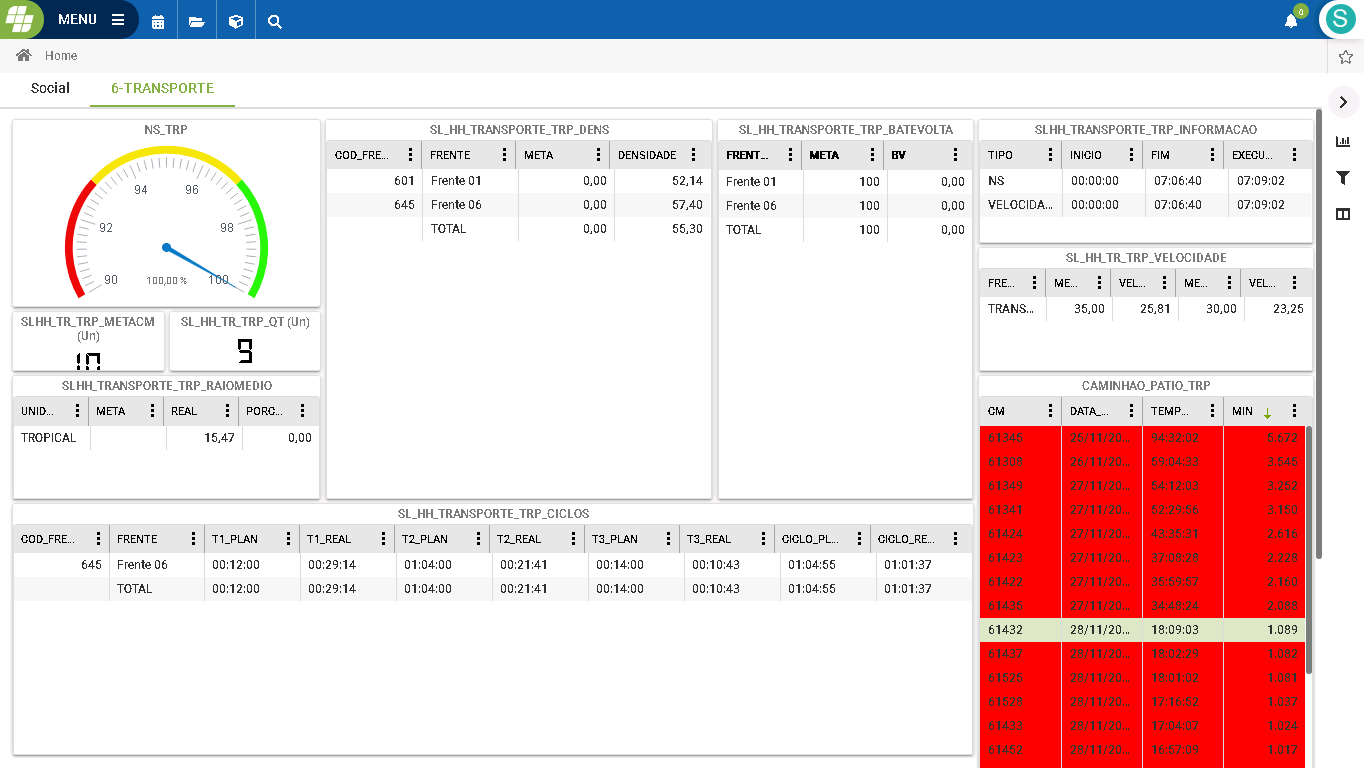 MENU
0
S
Home
Social
6-TRANSPORTE
NS_TRP
94 96
92 98
90 100,00 % 100
SLHH_TR_TRP_METACM (Un)
SL_HH_TR_TRP_QT (Un)
9
SLHH_TRANSPORTE_TRP_RAIOMEDIO
UNID... META REAL PORC...
TROPICAL 15,47 0,00
SL_HH_TRANSPORTE_TRP_DENS
COD_FRE... FRENTE META DENSIDADE
601 Frente 01 0,00 52,14
645 Frente 06 0,00 57,40
TOTAL 0,00 55,30
SL_HH_TRANSPORTE_TRP_BATEVOLTA
FRENT... META BV
Frente 01 100 0,00
Frente 06 100 0,00
TOTAL 100 0,00
SLHH_TRANSPORTE_TRP_INFORMACAO
TIPO INICIO FIM EXECU...
NS 00:00:00 07:06:40 07:09:02
VELOCIDA... 00:00:00 07:06:40 07:09:02
SL_HH_TR_TRP_VELOCIDADE
FRE... ME... VEL... ME... VEL...
TRANS... 35,00 25,81 30,00 23,25
SL_HH_TRANSPORTE_TRP_CICLOS
COD_FRE... FRENTE T1_PLAN T1_REAL T2_PLAN T2_REAL T3_PLAN T3_REAL CICLO_PL... CICLO_RE...
645 Frente 06 00:12:00 00:29:14 01:04:00 00:21:41 00:14:00 00:10:43 01:04:55 01:01:37
TOTAL 00:12:00 00:29:14 01:04:00 00:21:41 00:14:00 00:10:43 01:04:55 01:01:37
CAMINHAO_PATIO_TRP
CM DATA_... TEMP... MIN
61345 25/11/20... 94:32:02 5.672
61308 26/11/20... 59:04:33 3.545
61349 27/11/20... 54:12:03 3.252
61341 27/11/20... 52:29:56 3.150
61424 27/11/20... 43:35:31 2.616
61423 27/11/20... 37:08:28 2.228
61422 27/11/20... 35:59:57 2.160
61435 27/11/20... 34:48:24 2.088
61432 28/11/20... 18:09:03 1.089
61437 28/11/20... 18:02:29 1.082
61525 28/11/20... 18:01:02 1.081
61528 28/11/20... 17:16:52 1.037
61433 28/11/20... 17:04:07 1.024
61452 28/11/20... 16:57:09 1.017